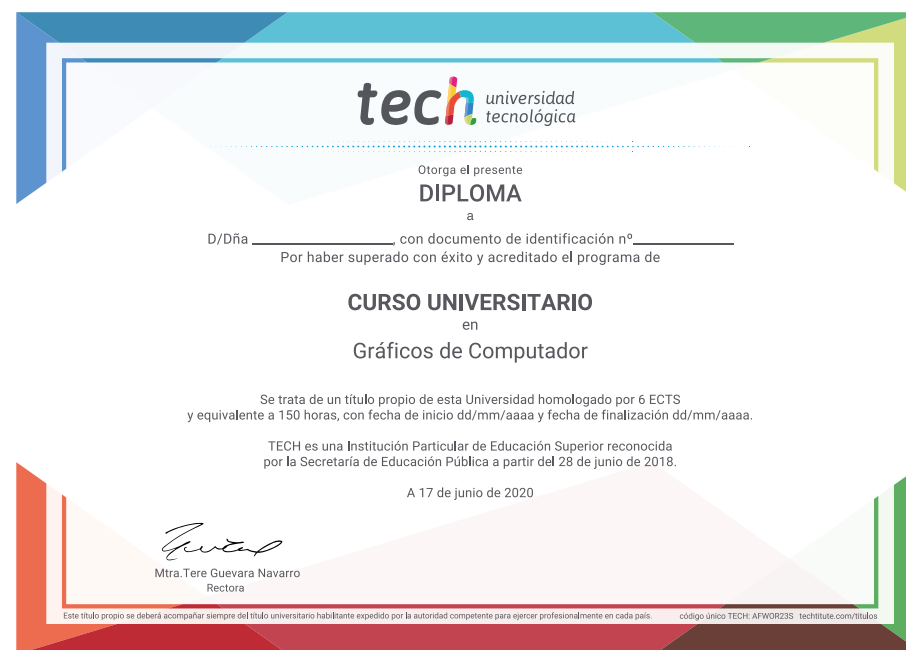 tech universidad
tecnológica
Otorga el presente
DIPLOMA
a
D/Dña ________________, con documento de identificación nº____________
Por haber superado con éxito y acreditado el programa de
CURSO UNIVERSITARIO
en
Gráficos de Computador
Se trata de un título propio de esta Universidad homologado por 6 ECTS
y equivalente a 150 horas, con fecha de inicio dd/mm/aaaa y fecha de finalización dd/mm/aaaa.
TECH es una Institución Particular de Educación Superior reconocida
por la Secretaría de Educación Pública a partir del 28 de junio de 2018.
A 17 de junio de 2020
Mtra.Tere Guevara Navarro
Rectora
Este título propio se deberá acompañar siempre del título universitario habilitante expedido por la autoridad competente para ejercer profesionalmente en cada país. código único TECH: AFWOR23S techtitute.com/titulos